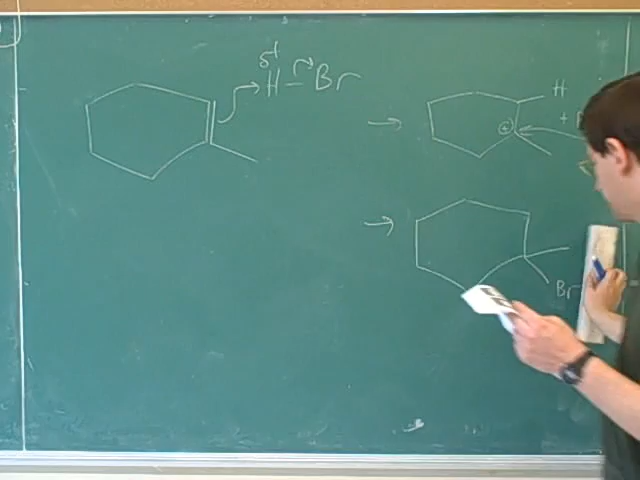 δ+
H – Br
→
H
⊕
+
→
Br